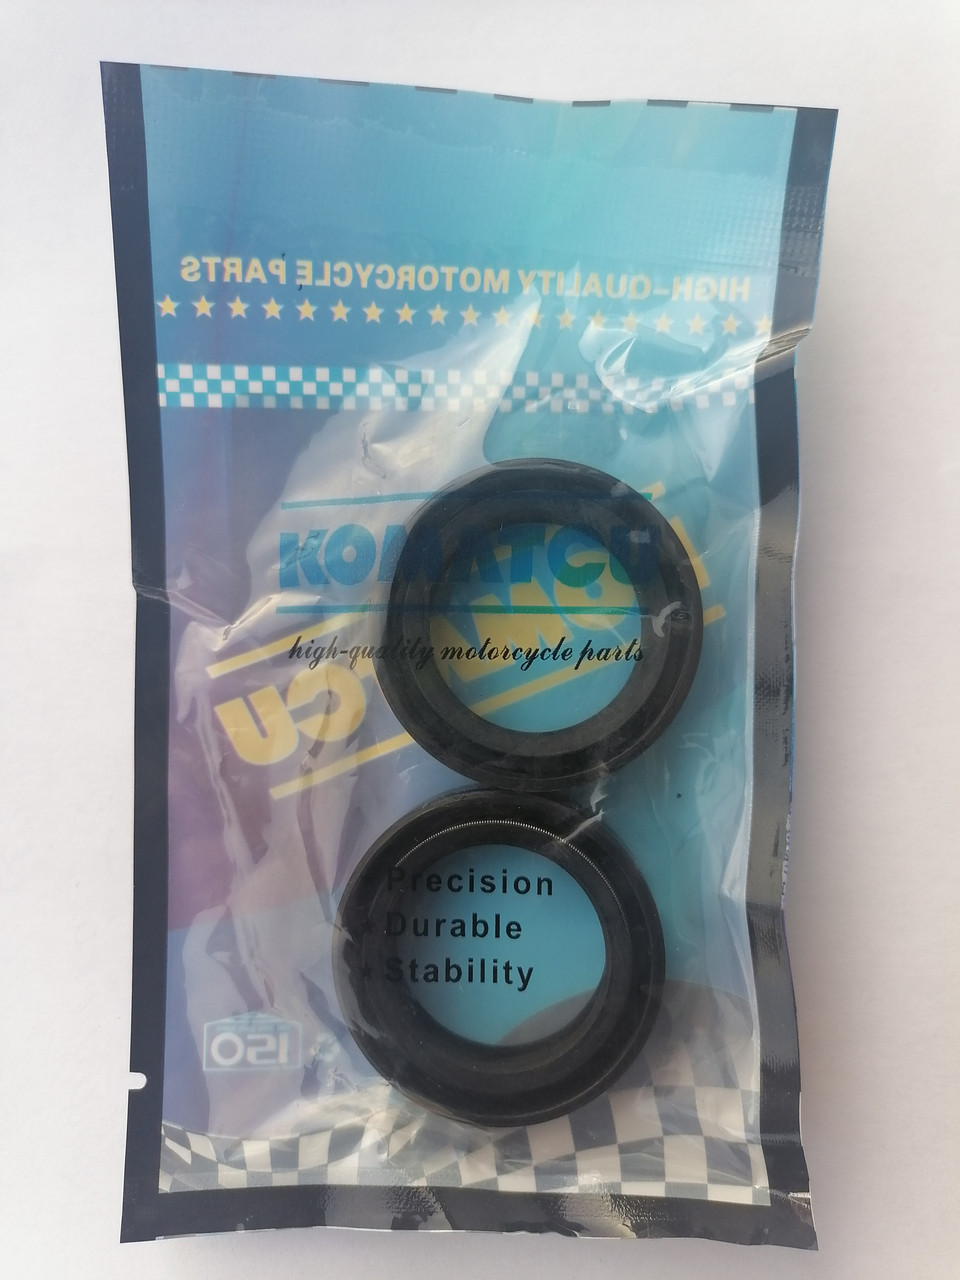 HIGH-QUALITY MOTORCYCLE PARTS
KOMATCU
high-quality motorcycle parts
Precision
Durable
Stability
ISO